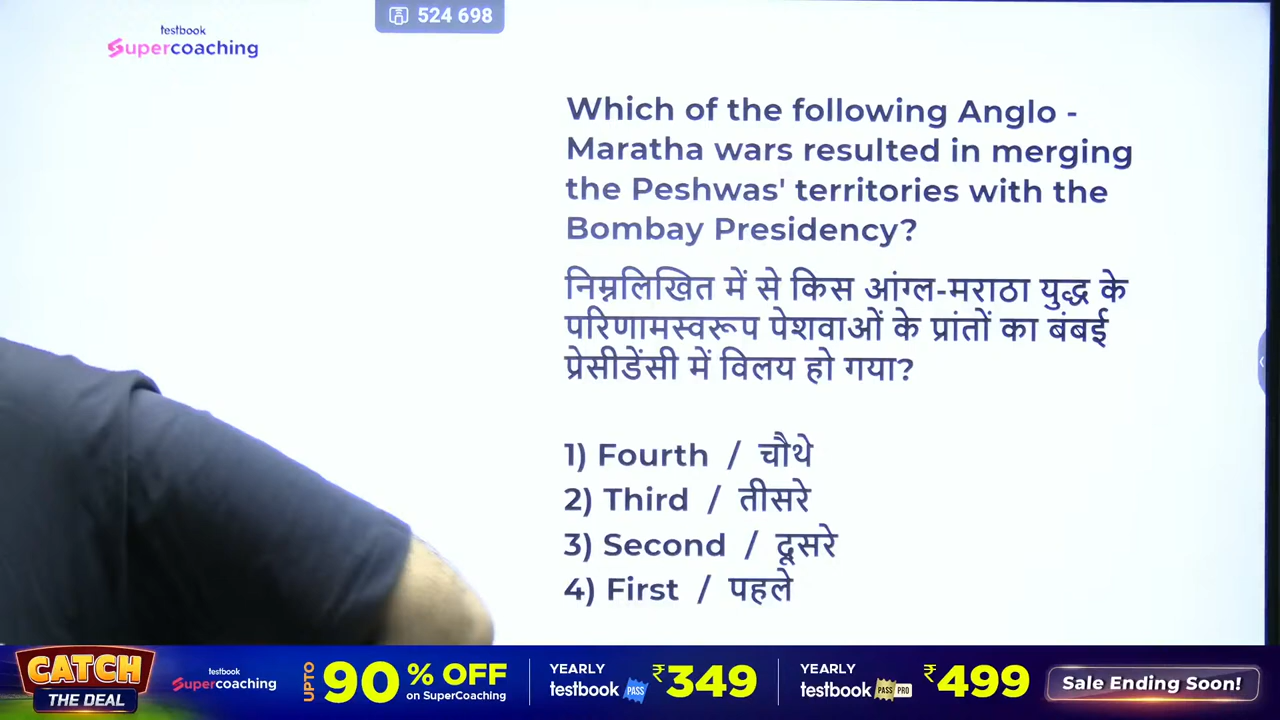 testbook
Supercoaching
524 698
Which of the following Anglo -
Maratha wars resulted in merging
the Peshwas' territories with the
Bombay Presidency?
निम्नलिखित में से किस आंग्ल-मराठा युद्ध के
परिणामस्वरूप पेशवाओं के प्रांतों का बंबई
प्रेसीडेंसी में विलय हो गया?
1) Fourth / चौथे
2) Third / तीसरे
3) Second / दूसरे
4) First / पहले
CATCH
THE DEAL
testbook
Supercoaching
UPTO
90% OFF
on SuperCoaching
YEARLY
testbook PASS
₹349
YEARLY
testbook PASS PRO
₹499
Sale Ending Soon!